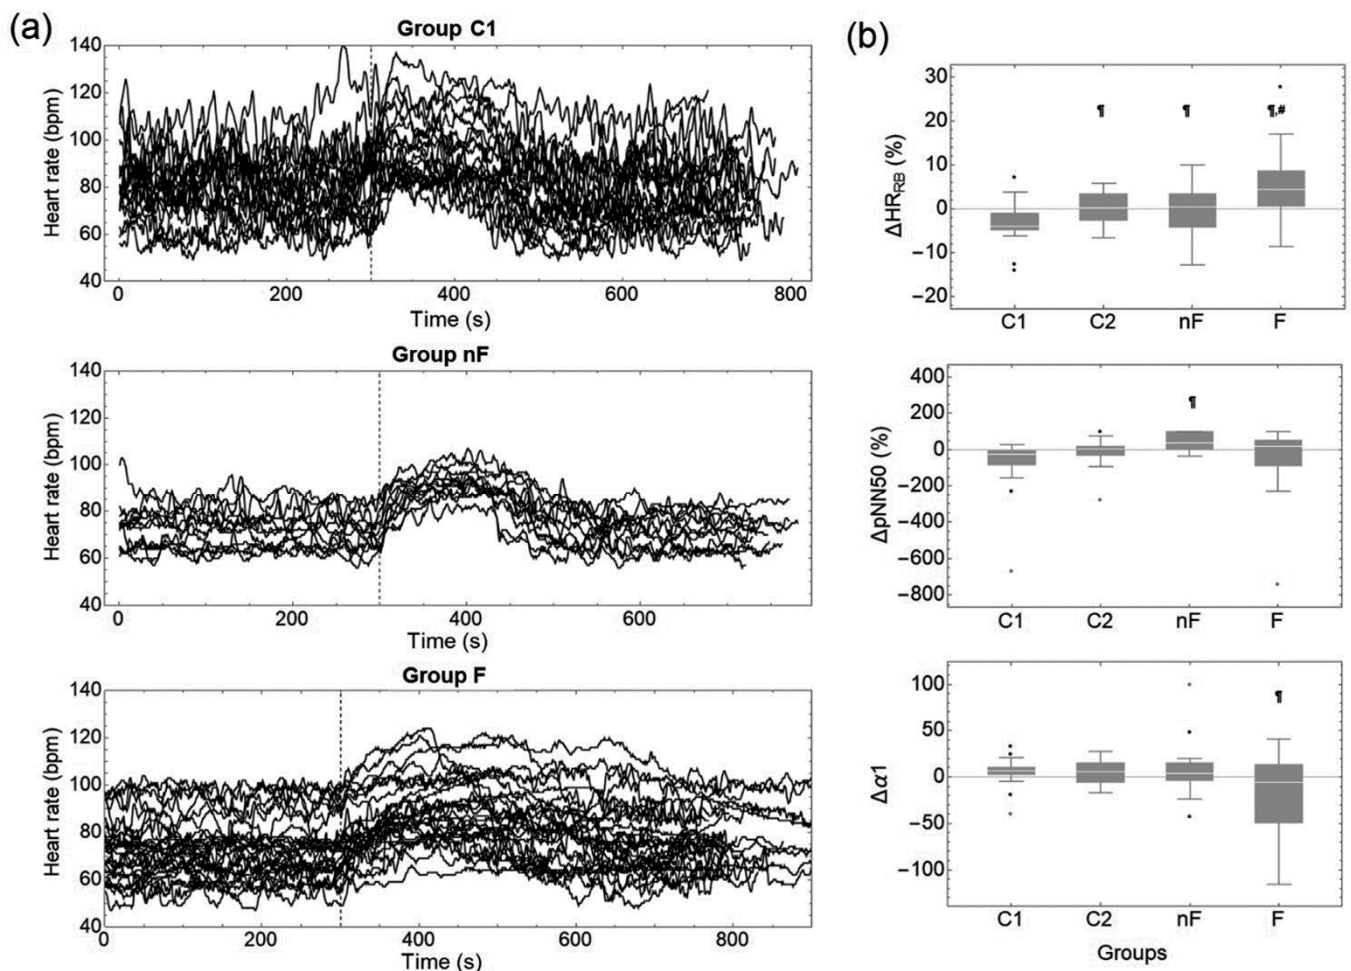 (a)
Group C1
Heart rate (bpm)
140
120
100
80
60
40
0 200 400 600 800
Time (s)
Group nF
Heart rate (bpm)
140
120
100
80
60
40
0 200 400 600
Time (s)
Group F
Heart rate (bpm)
140
120
100
80
60
40
0 200 400 600 800
Time (s)
(b)
ΔHRRB (%)
30
20
10
0
−10
−20
¶ ¶ ¶,#
C1 C2 nF F
ΔpNN50 (%)
400
200
0
−200
−400
−600
−800
¶
C1 C2 nF F
Δα1
100
50
0
−50
−100
¶
C1 C2 nF F
Groups